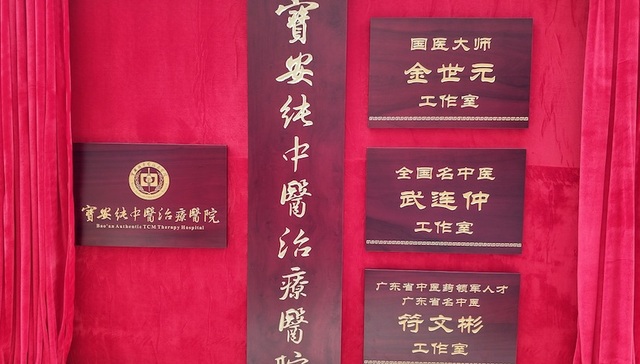 寶安純中醫治療醫院
Bao'an Authentic TCM Therapy Hospital
寶安純中醫治療醫院
国医大师
金世元
工作室
全国名中医
武连仲
工作室
广东省中医药领军人才
广东省名中医
符文彬
工作室